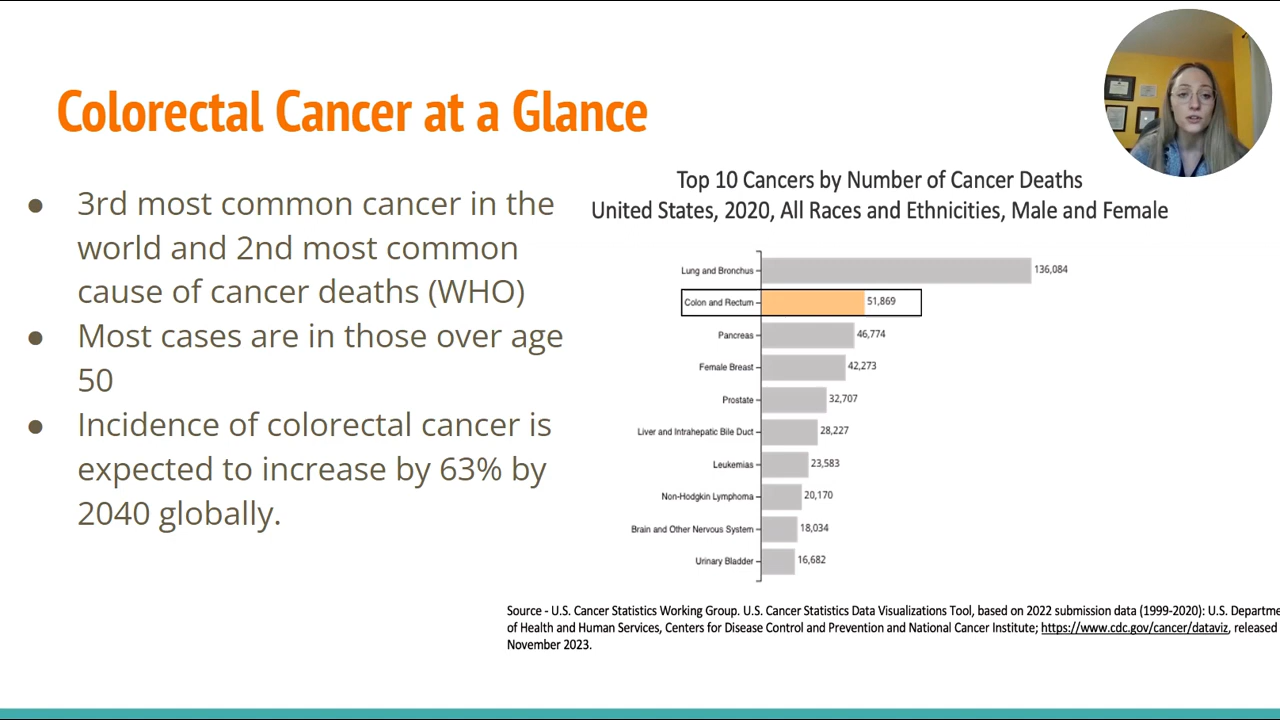 Colorectal Cancer at a Glance
● 3rd most common cancer in the
world and 2nd most common
cause of cancer deaths (WHO)
● Most cases are in those over age
50
● Incidence of colorectal cancer is
expected to increase by 63% by
2040 globally.
Top 10 Cancers by Number of Cancer Deaths
United States, 2020, All Races and Ethnicities, Male and Female
Lung and Bronchus 136,084
Colon and Rectum 51,869
Pancreas 46,774
Female Breast 42,273
Prostate 32,707
Liver and Intrahepatic Bile Duct 28,227
Leukemias 23,583
Non-Hodgkin Lymphoma 20,170
Brain and Other Nervous System 18,034
Urinary Bladder 16,682
Source - U.S. Cancer Statistics Working Group. U.S. Cancer Statistics Data Visualizations Tool, based on 2022 submission data (1999-2020): U.S. Departme
of Health and Human Services, Centers for Disease Control and Prevention and National Cancer Institute; https://www.cdc.gov/cancer/dataviz, released
November 2023.